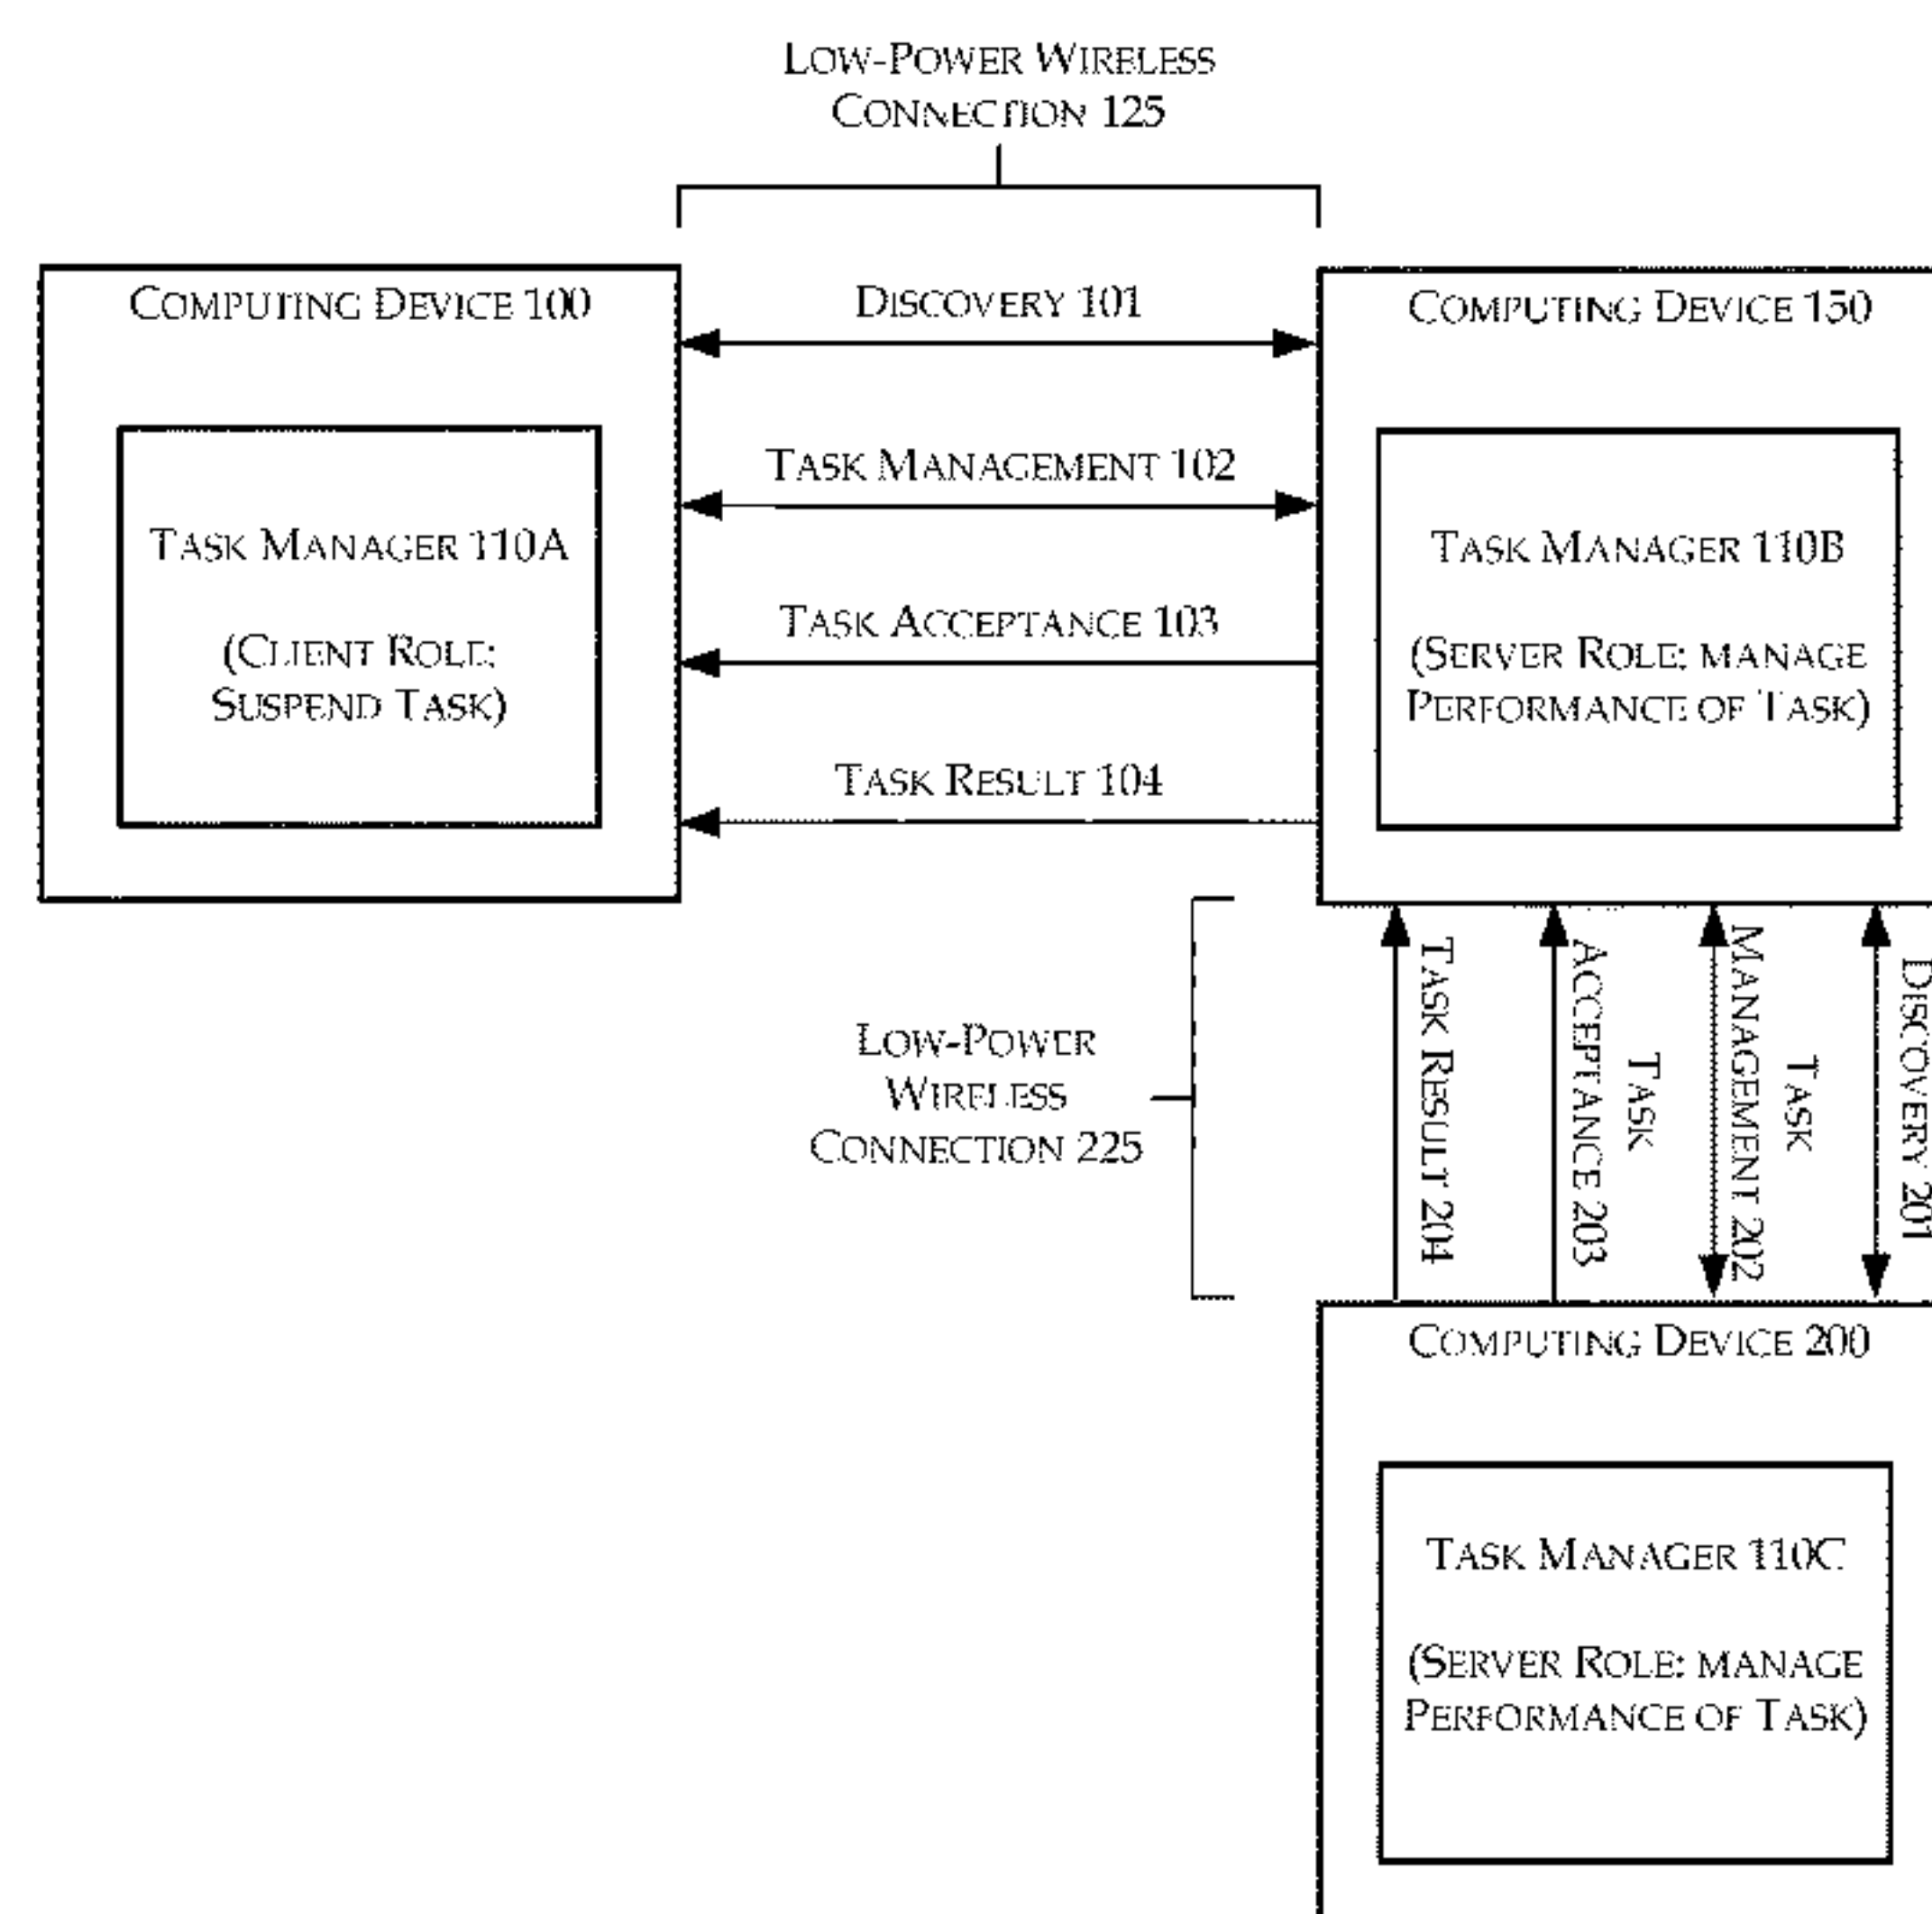 LOW-POWER WIRELESS
CONNECTION 125
COMPUTING DEVICE 100
DISCOVERY 101
COMPUTING DEVICE 150
TASK MANAGEMENT 102
TASK MANAGER 110A
TASK MANAGER 110B
TASK ACCEPTANCE 103
(CLIENT ROLE:
SUSPEND TASK)
(SERVER ROLE: MANAGE
PERFORMANCE OF TASK)
TASK RESULT 104
LOW-POWER
WIRELESS
CONNECTION 225
TASK RESULT 204
TASK
ACCEPTANCE 203
TASK
MANAGEMENT 202
DISCOVERY 201
COMPUTING DEVICE 200
TASK MANAGER 110C
(SERVER ROLE: MANAGE
PERFORMANCE OF TASK)